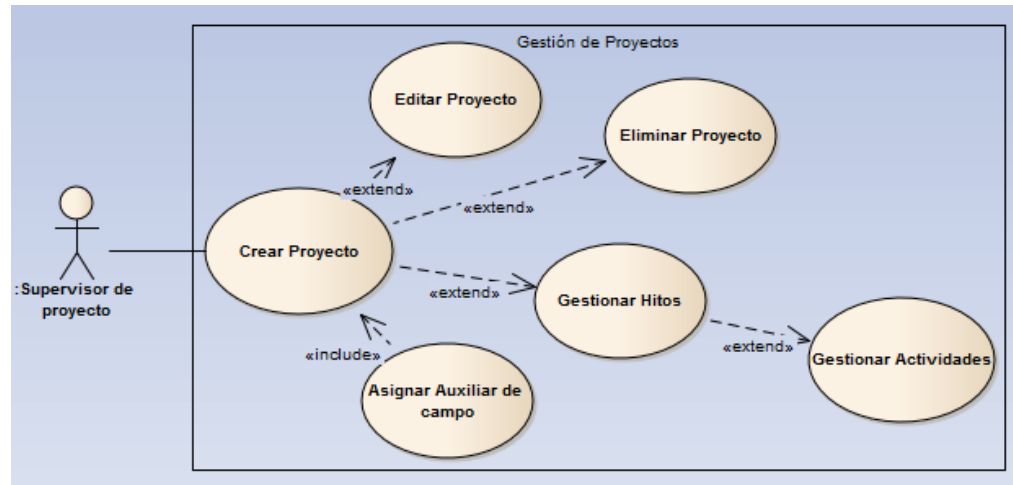 Gestión de Proyectos
Editar Proyecto
Eliminar Proyecto
«extend»
«extend»
Crear Proyecto
:Supervisor de
proyecto
«extend»
Gestionar Hitos
«extend»
Gestionar Actividades
«include»
Asignar Auxiliar de
campo